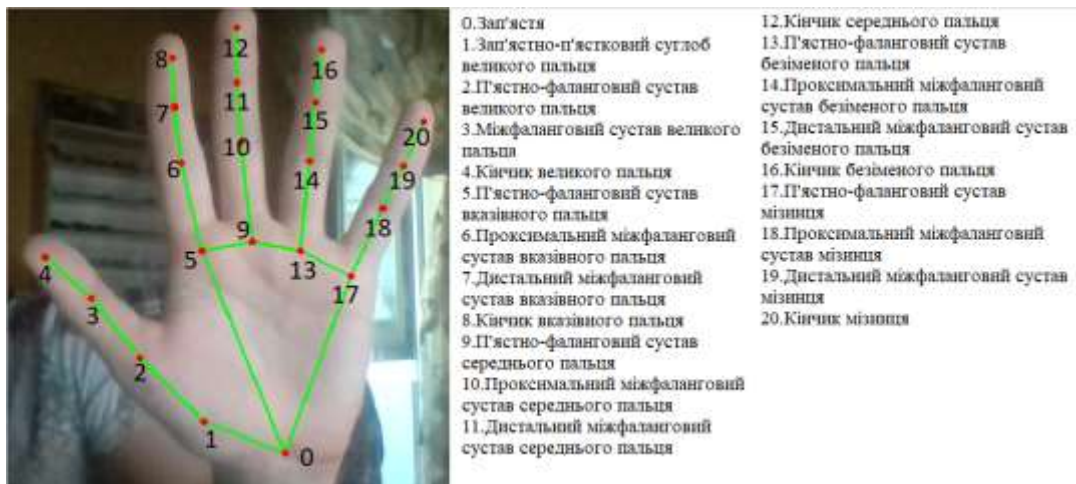 8
12
16
7
11
15
20
6
10
14
19
18
9
5
13
4
17
3
2
1
0
0.Зап'ястя
1.Зап'ястно-п'ястковий суглоб
великого пальця
2.П'ястно-фаланговий сустав
великого пальця
3.Міжфаланговий сустав великого
пальца
4.Кінчик великого пальця
5.П'ястно-фаланговий сустав
вказівного пальця
6.Проксимальний міжфаланговий
сустав вказівного пальця
7.Дистальний міжфаланговий
сустав вказівного пальця
8.Кінчик вказівного пальця
9.П'ястно-фаланговий сустав
середнього пальця
10.Проксимальний міжфаланговий
сустав середнього пальця
11.Дистальний міжфаланговий
сустав середнього пальця
12.Кінчик середнього пальця
13.П'ястно-фаланговий сустав
безіменого пальця
14.Проксимальний міжфаланговий
сустав безіменого пальця
15.Дистальний міжфаланговий сустав
безіменого пальця
16.Кінчик безіменого пальця
17.П'ястно-фаланговий сустав
мізинця
18.Проксимальний міжфаланговий
сустав мізинця
19.Дистальний міжфаланговий сустав
мізинця
20.Кінчик мізинця